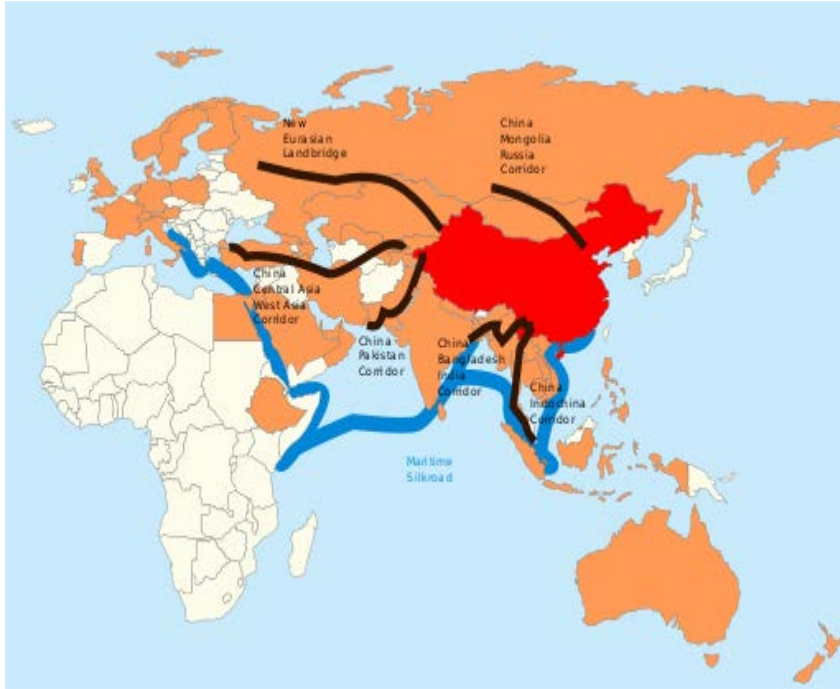 New
Eurasian
Landbridge
China
Mongolia
Russia
Corridor
China
Central Asia
West Asia
Corridor
China -
Pakistan
Corridor
China
Bangladesh
India
Corridor
China
Indochina
Corridor
Maritime
Silkroad